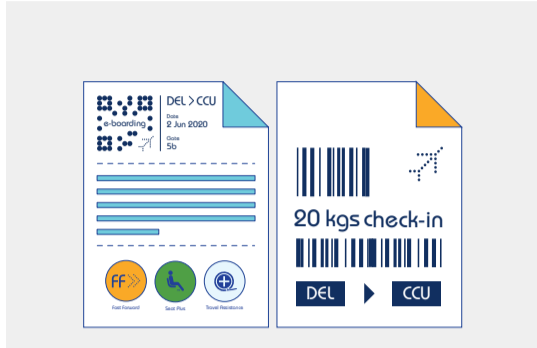 DEL > CCU
e-boarding
Date
2 Jun 2020
Gate
5b
FF
Fast Forward
Seat Plus
Travel Assistance
20 kgs check-in
DEL
CCU